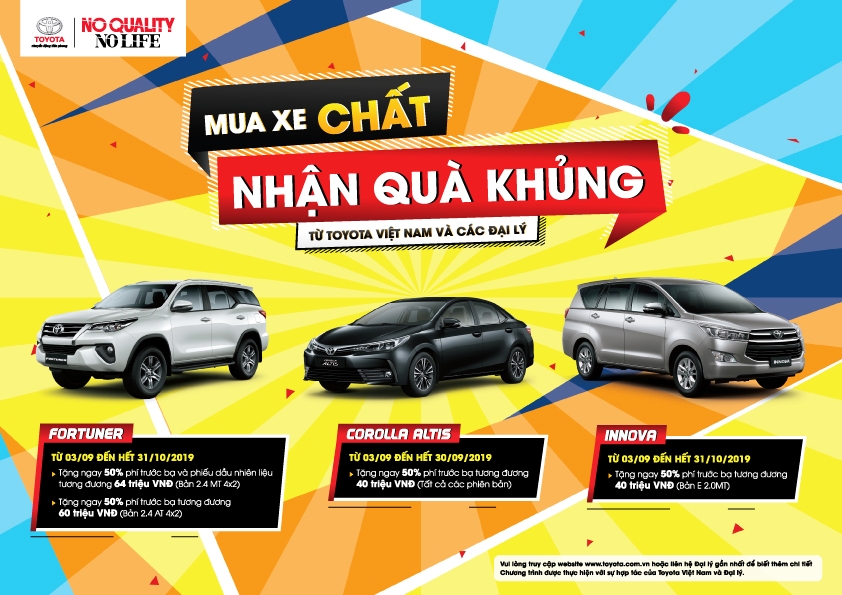 TOYOTA
chuyển động tiên phong
NO QUALITY
NO LIFE
MUA XE CHẤT
NHẬN QUÀ KHỦNG
TỪ TOYOTA VIỆT NAM VÀ CÁC ĐẠI LÝ
FORTUNER
ALTIS
INNOVA
FORTUNER
TỪ 03/09 ĐẾN HẾT 31/10/2019
Tặng ngay 50% phí trước bạ và phiếu dầu nhiên liệu
tương đương 64 triệu VNĐ (Bản 2.4 MT 4x2)
Tặng ngay 50% phí trước bạ tương đương
60 triệu VNĐ (Bản 2.4 AT 4x2)
COROLLA ALTIS
TỪ 03/09 ĐẾN HẾT 30/09/2019
Tặng ngay 50% phí trước bạ tương đương
40 triệu VNĐ (Tất cả các phiên bản)
INNOVA
TỪ 03/09 ĐẾN HẾT 31/10/2019
Tặng ngay 50% phí trước bạ tương đương
40 triệu VNĐ (Bản E 2.0MT)
Vui lòng truy cập website www.toyota.com.vn hoặc liên hệ Đại lý gần nhất để biết thêm chi tiết
Chương trình được thực hiện với sự hợp tác của Toyota Việt Nam và Đại lý.